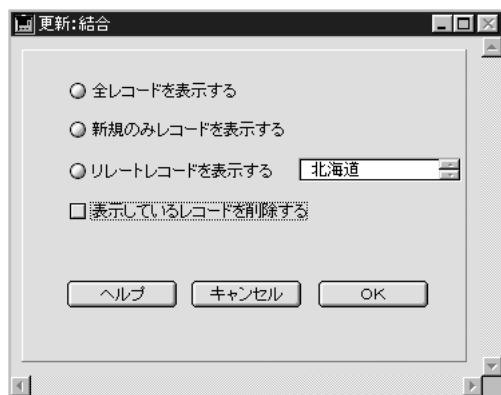 更新:結合
全レコードを表示する
新規のみレコードを表示する
リレートレコードを表示する 北海道
表示しているレコードを削除する
ヘルプ キャンセル OK